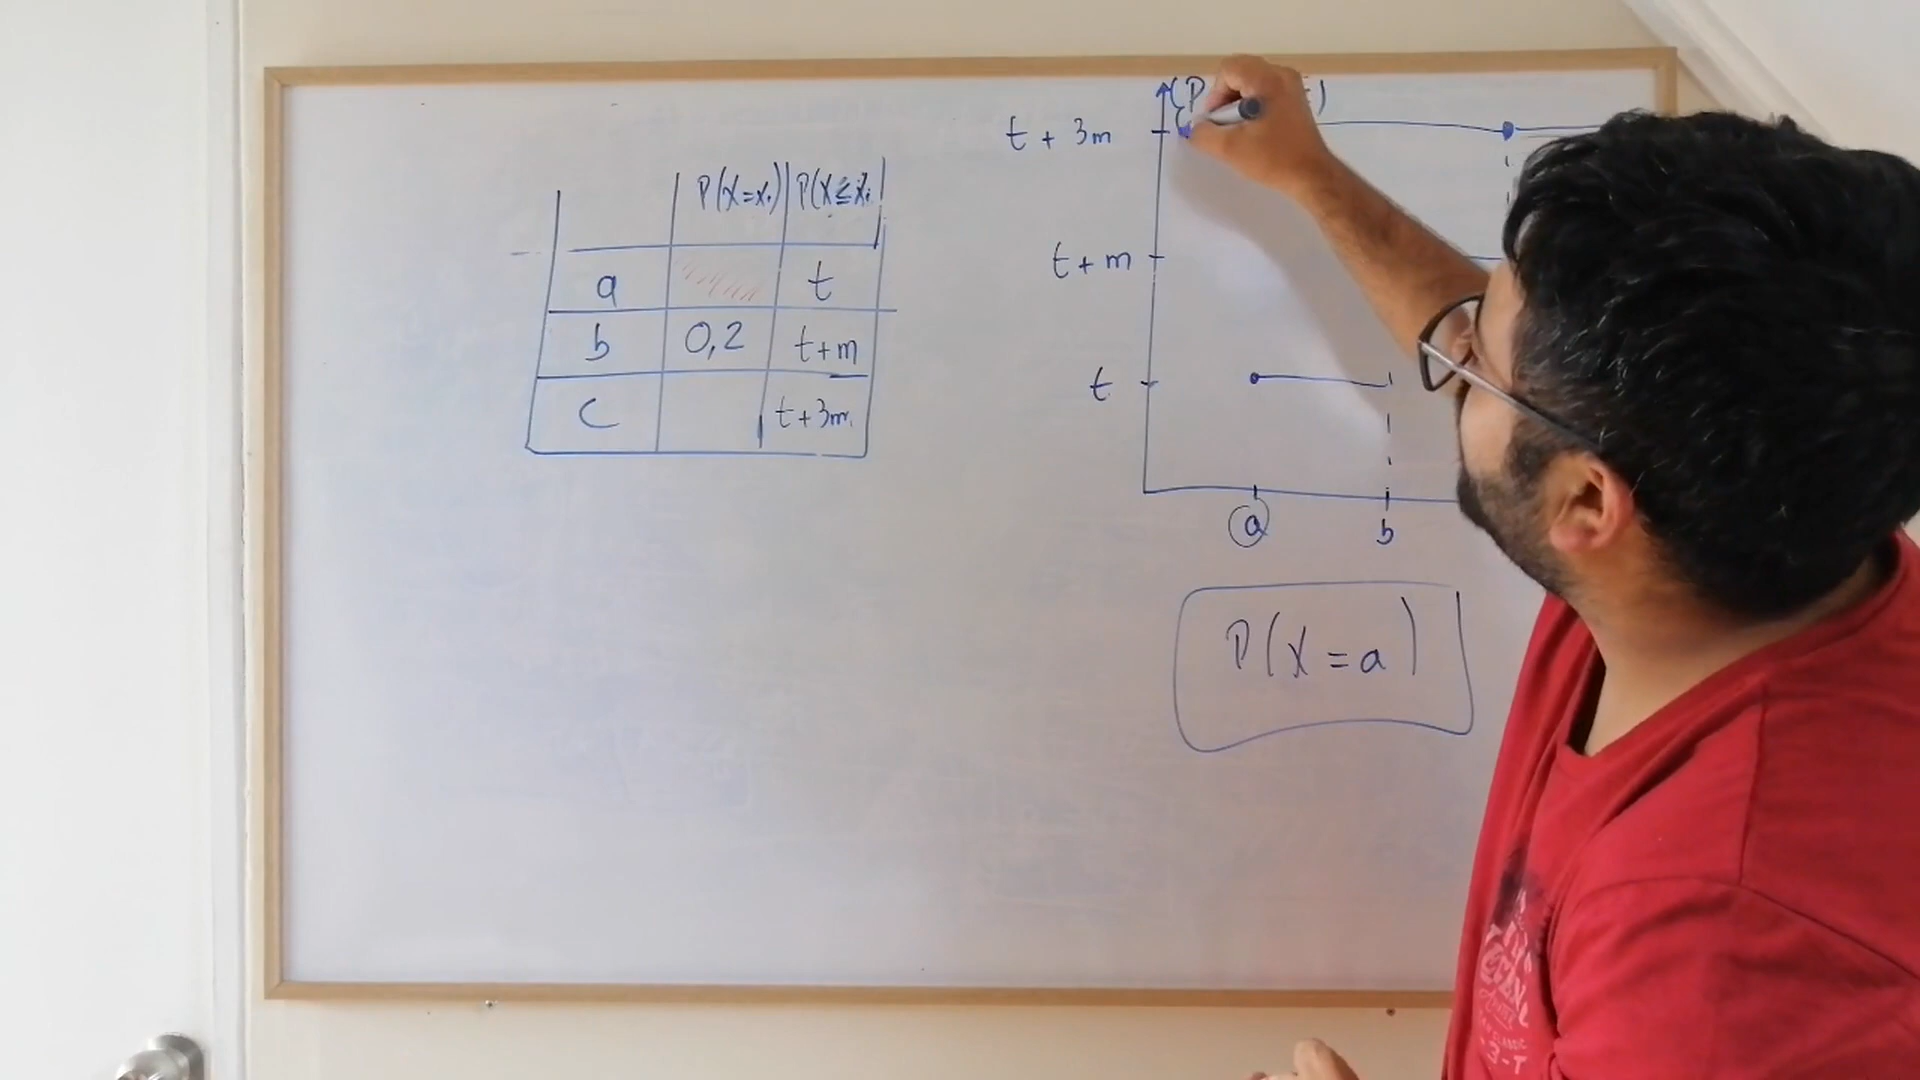 P(X=xᵢ) P(X≤xᵢ
a t
b 0,2 t+m
C t+3m
(P
t + 3m
t + m
t
a b
P(X=a)